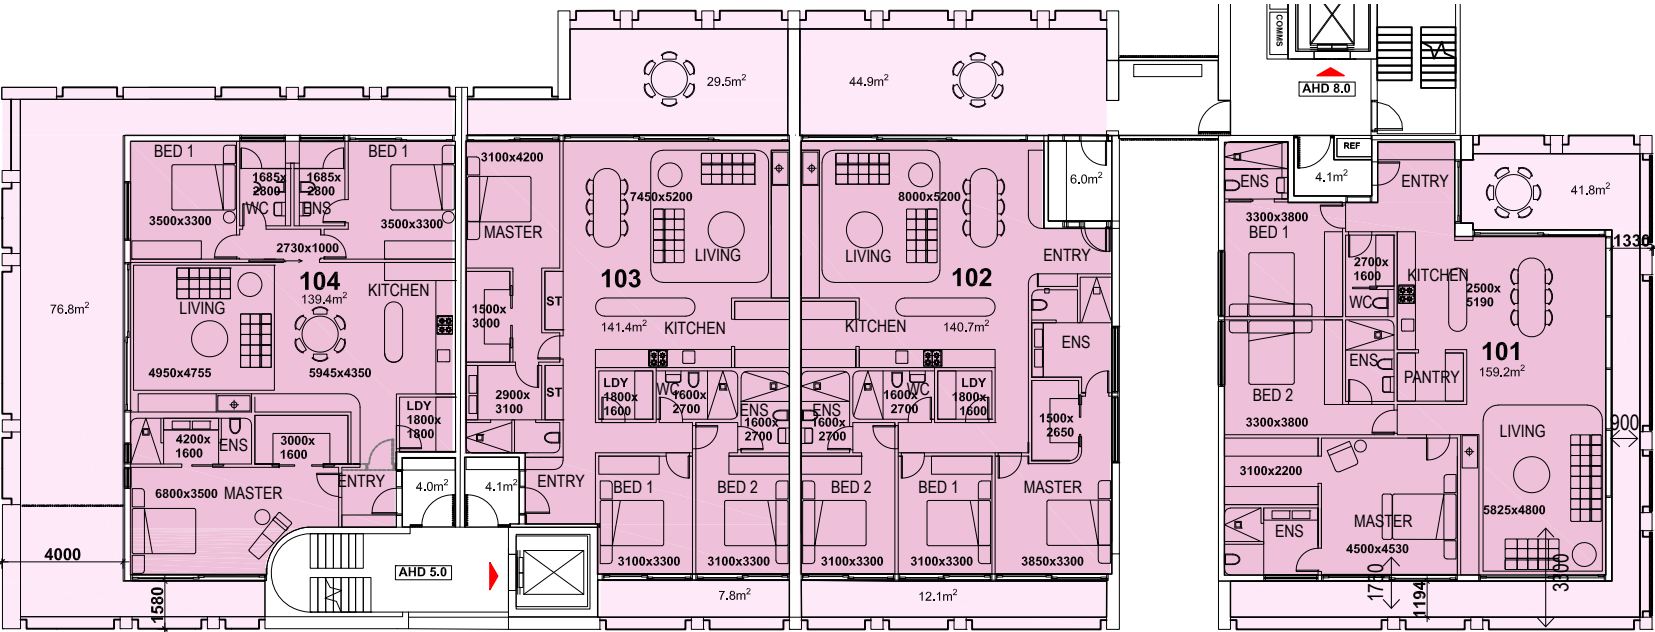 COMMS
AHD 8.0
29.5m²
44.9m²
BED 1
1685x
2800
WC
1685x
2800
ENS
BED 1
3500x3300
3500x3300
2730x1000
104
139.4m²
KITCHEN
LIVING
76.8m²
4950x4755
5945x4350
LDY
1800x
1800
4200x
1600
ENS
3000x
1600
6800x3500
MASTER
ENTRY
4.0m²
4000
1580
AHD 5.0
3100x4200
MASTER
7450x5200
LIVING
103
ST
1500x
3000
141.4m²
KITCHEN
2900x
3100
ST
LDY
1800x
1600
WC
1600x
2700
ENS
1600x
2700
4.1m²
ENTRY
BED 1
BED 2
3100x3300
3100x3300
7.8m²
8000x5200
LIVING
102
6.0m²
ENTRY
KITCHEN
140.7m²
ENS
ENS
1600x
2700
1600x
2700
WC
LDY
1800x
1600
1500x
2650
BED 2
BED 1
MASTER
3100x3300
3100x3300
3850x3300
12.1m²
REF
4.1m²
ENS
ENTRY
41.8m²
3300x3800
BED 1
1330
2700x
1600
WC
KITCHEN
2500x
5190
101
159.2m²
ENS
PANTRY
BED 2
3300x3800
LIVING
900
3100x2200
5825x4800
ENS
MASTER
4500x4530
1194
3300